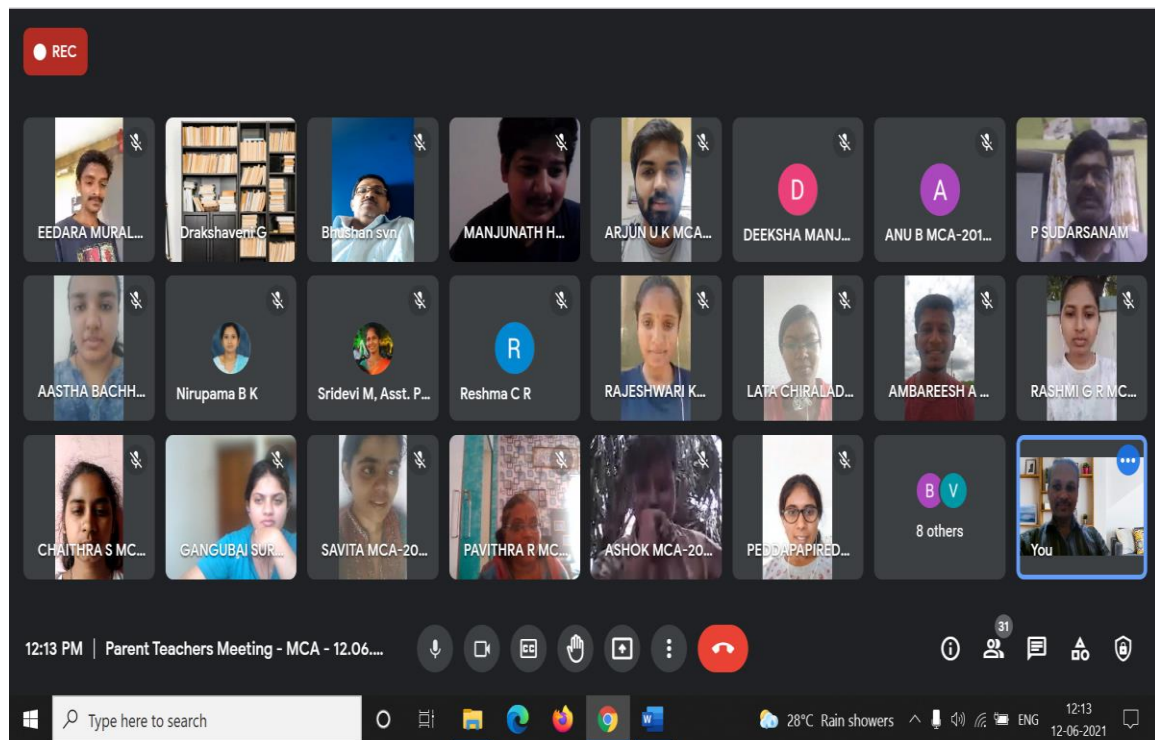 REC
EEDARA MURAL...
Drakshaveni G
Bhushan svn
MANJUNATH H...
ARJUN U K MCA...
D
DEEKSHA MANJ...
A
ANU B MCA-201...
P SUDARSANAM
AASTHA BACHH...
Nirupama B K
Sridevi M, Asst. P...
R
Reshma C R
RAJESHWARI K...
LATA CHIRALAD...
AMBAREESH A ...
RASHMI G R MC...
CHAITHRA S MC...
GANGUBAI SUR...
SAVITA MCA-20...
PAVITHRA R MC...
ASHOK MCA-20...
PEDDAPAPIRED...
B V
8 others
You
12:13 PM | Parent Teachers Meeting - MCA - 12.06....
CC
31
Type here to search
W
28°C Rain showers
ENG
12:13
12-06-2021